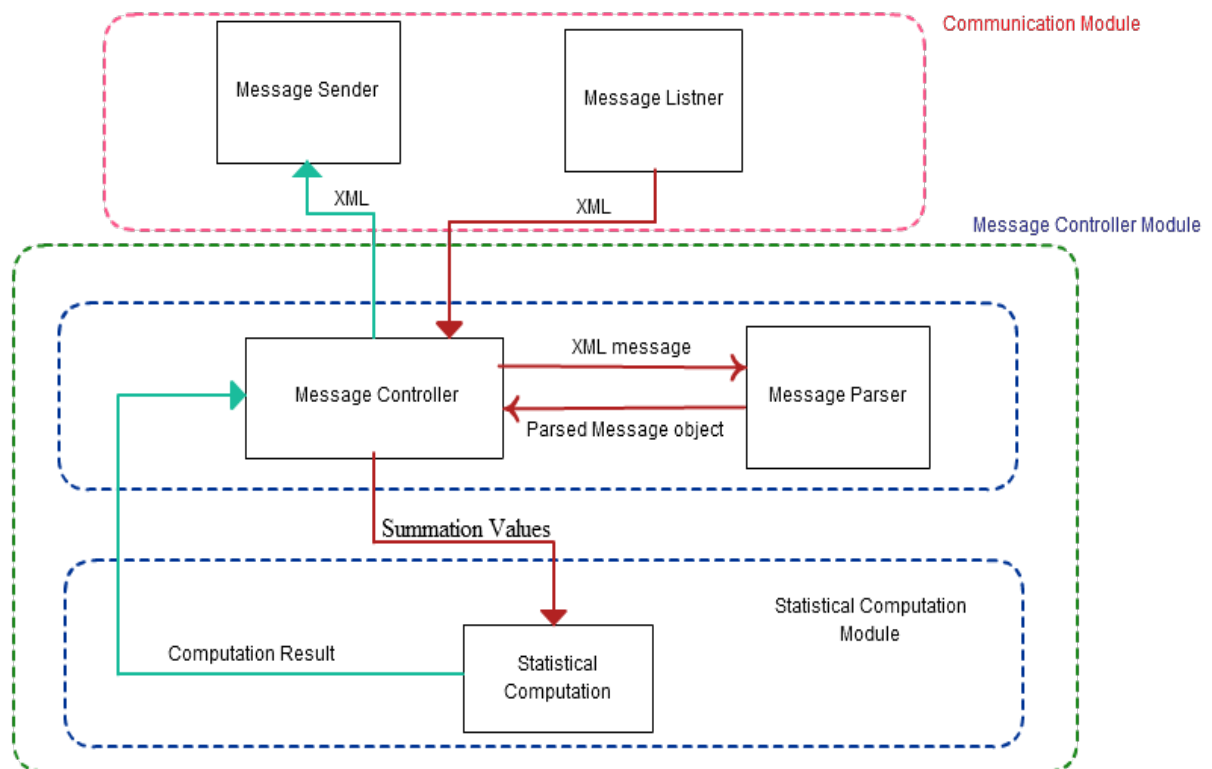 Communication Module
Message Sender
Message Listner
XML
XML
Message Controller Module
XML message
Message Controller
Message Parser
Parsed Message object
Summation Values
Statistical Computation
Module
Computation Result
Statistical
Computation